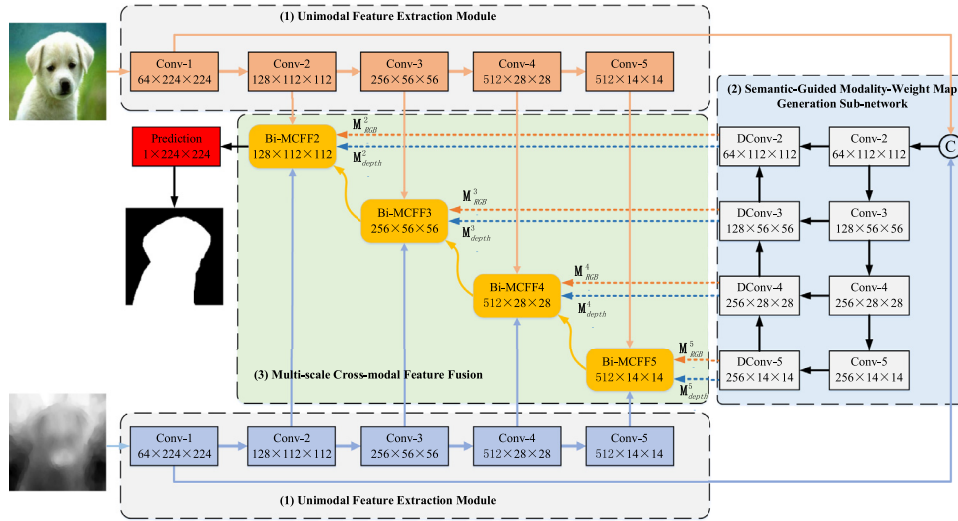 (1) Unimodal Feature Extraction Module
Conv-1
64×224×224
Conv-2
128×112×112
Conv-3
256×56×56
Conv-4
512×28×28
Conv-5
512×14×14
(2) Semantic-Guided Modality-Weight Map
Generation Sub-network
Prediction
1×224×224
Bi-MCFF2
128×112×112
M²RGB
M²depth
DConv-2
64×112×112
Conv-2
64×112×112
C
Bi-MCFF3
256×56×56
M³RGB
M³depth
DConv-3
128×56×56
Conv-3
128×56×56
Bi-MCFF4
512×28×28
M⁴RGB
M⁴depth
DConv-4
256×28×28
Conv-4
256×28×28
Bi-MCFF5
512×14×14
M⁵RGB
M⁵depth
DConv-5
256×14×14
Conv-5
256×14×14
(3) Multi-scale Cross-modal Feature Fusion
Conv-1
64×224×224
Conv-2
128×112×112
Conv-3
256×56×56
Conv-4
512×28×28
Conv-5
512×14×14
(1) Unimodal Feature Extraction Module